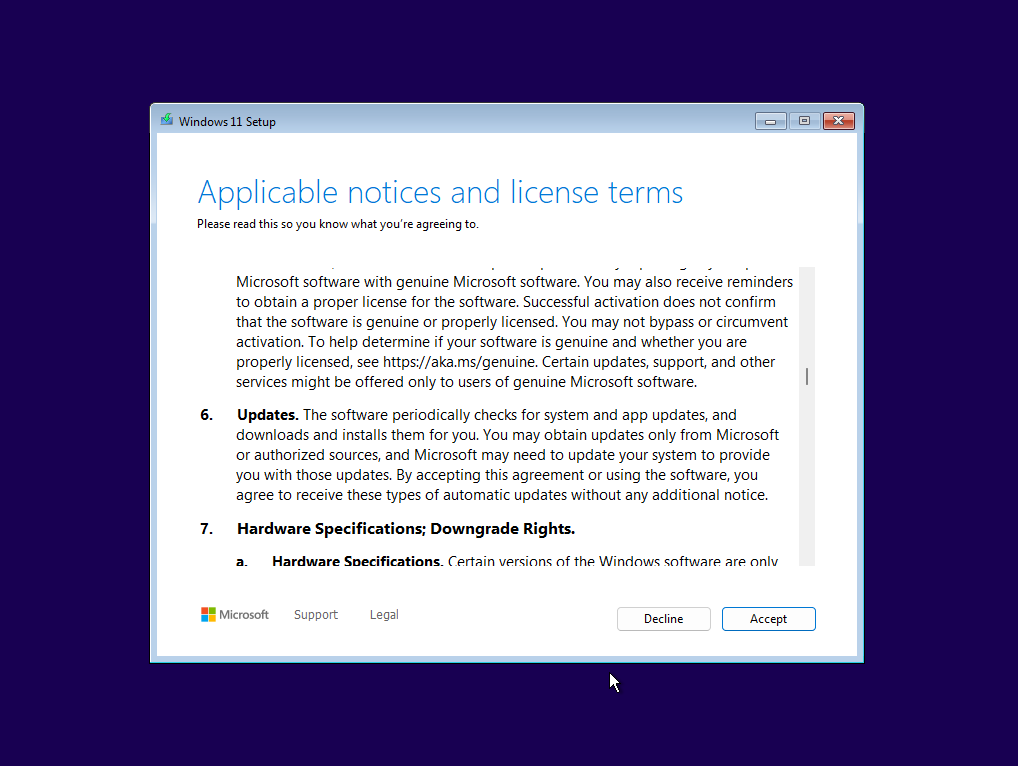 Windows 11 Setup
Applicable notices and license terms
Please read this so you know what you're agreeing to.
Microsoft software with genuine Microsoft software. You may also receive reminders
to obtain a proper license for the software. Successful activation does not confirm
that the software is genuine or properly licensed. You may not bypass or circumvent
activation. To help determine if your software is genuine and whether you are
properly licensed, see https://aka.ms/genuine. Certain updates, support, and other
services might be offered only to users of genuine Microsoft software.
6. Updates. The software periodically checks for system and app updates, and
downloads and installs them for you. You may obtain updates only from Microsoft
or authorized sources, and Microsoft may need to update your system to provide
you with those updates. By accepting this agreement or using the software, you
agree to receive these types of automatic updates without any additional notice.
7. Hardware Specifications; Downgrade Rights.
a. Hardware Specifications. Certain versions of the Windows software are only
Microsoft Support Legal Decline Accept